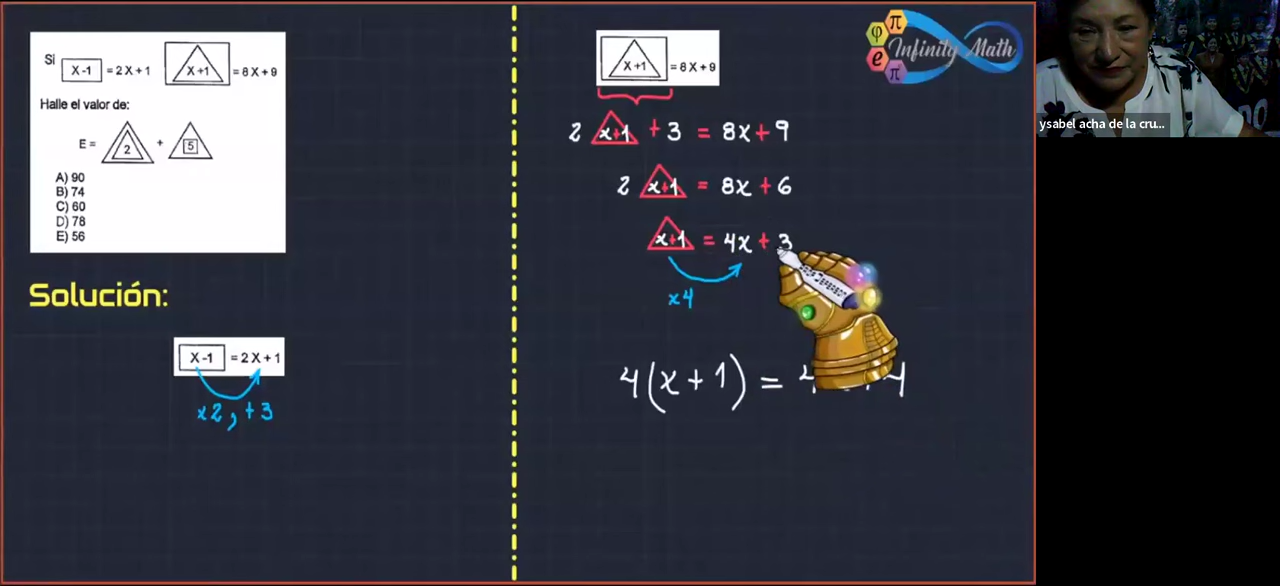 Si X-1 = 2X+1 X+1 = 8X+9
Halle el valor de:
E = 2 + 5
A) 90
B) 74
C) 60
D) 78
E) 56
Solución:
X-1 = 2X+1
x2, +3
X+1 = 8X+9
2 x+1 + 3 = 8x+9
2 x+1 = 8x + 6
x+1 = 4x + 3
x4
4(x+1) = 4
φ π e π Infinity Math
ysabel acha de la cru...